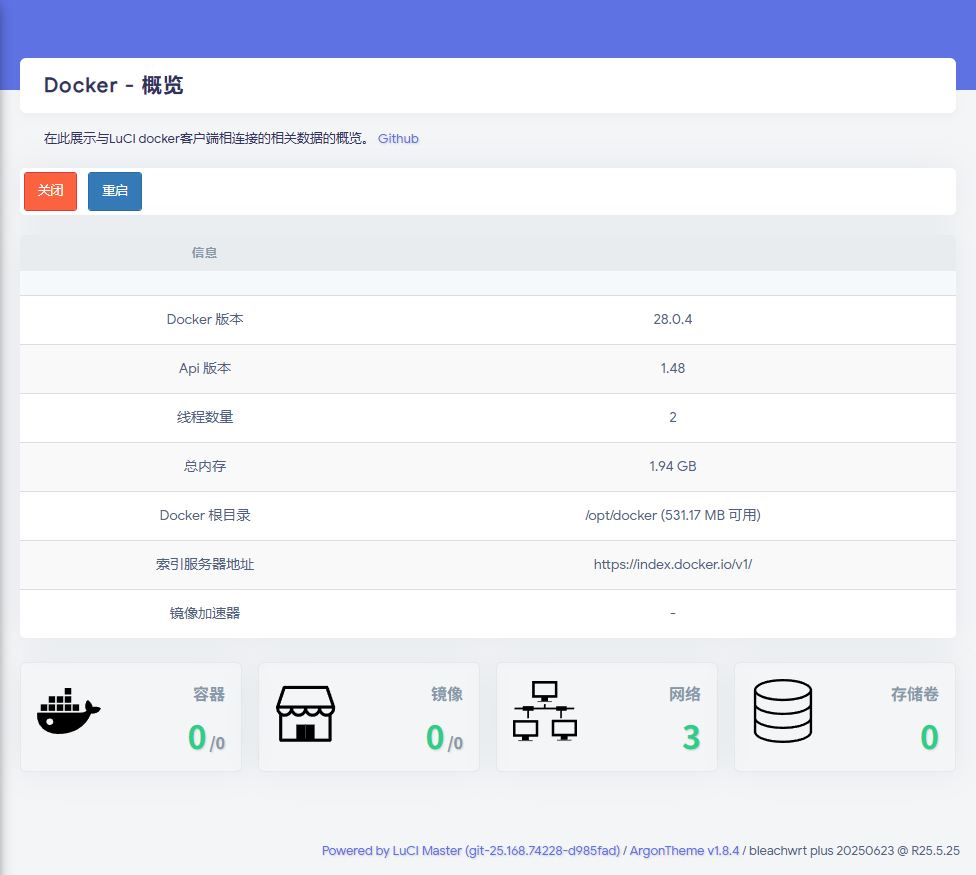 Docker - 概览
在此展示与LuCI docker客户端相连接的相关数据的概览。 Github
关闭 重启
信息
Docker 版本 28.0.4
Api 版本 1.48
线程数量 2
总内存 1.94 GB
Docker 根目录 /opt/docker (531.17 MB 可用)
索引服务器地址 https://index.docker.io/v1/
镜像加速器 -
容器 镜像 网络 存储卷
0/0 0/0 3 0
Powered by LuCI Master (git-25.168.74228-d985fad) / ArgonTheme v1.8.4 / bleachwrt plus 20250623 @ R25.5.25